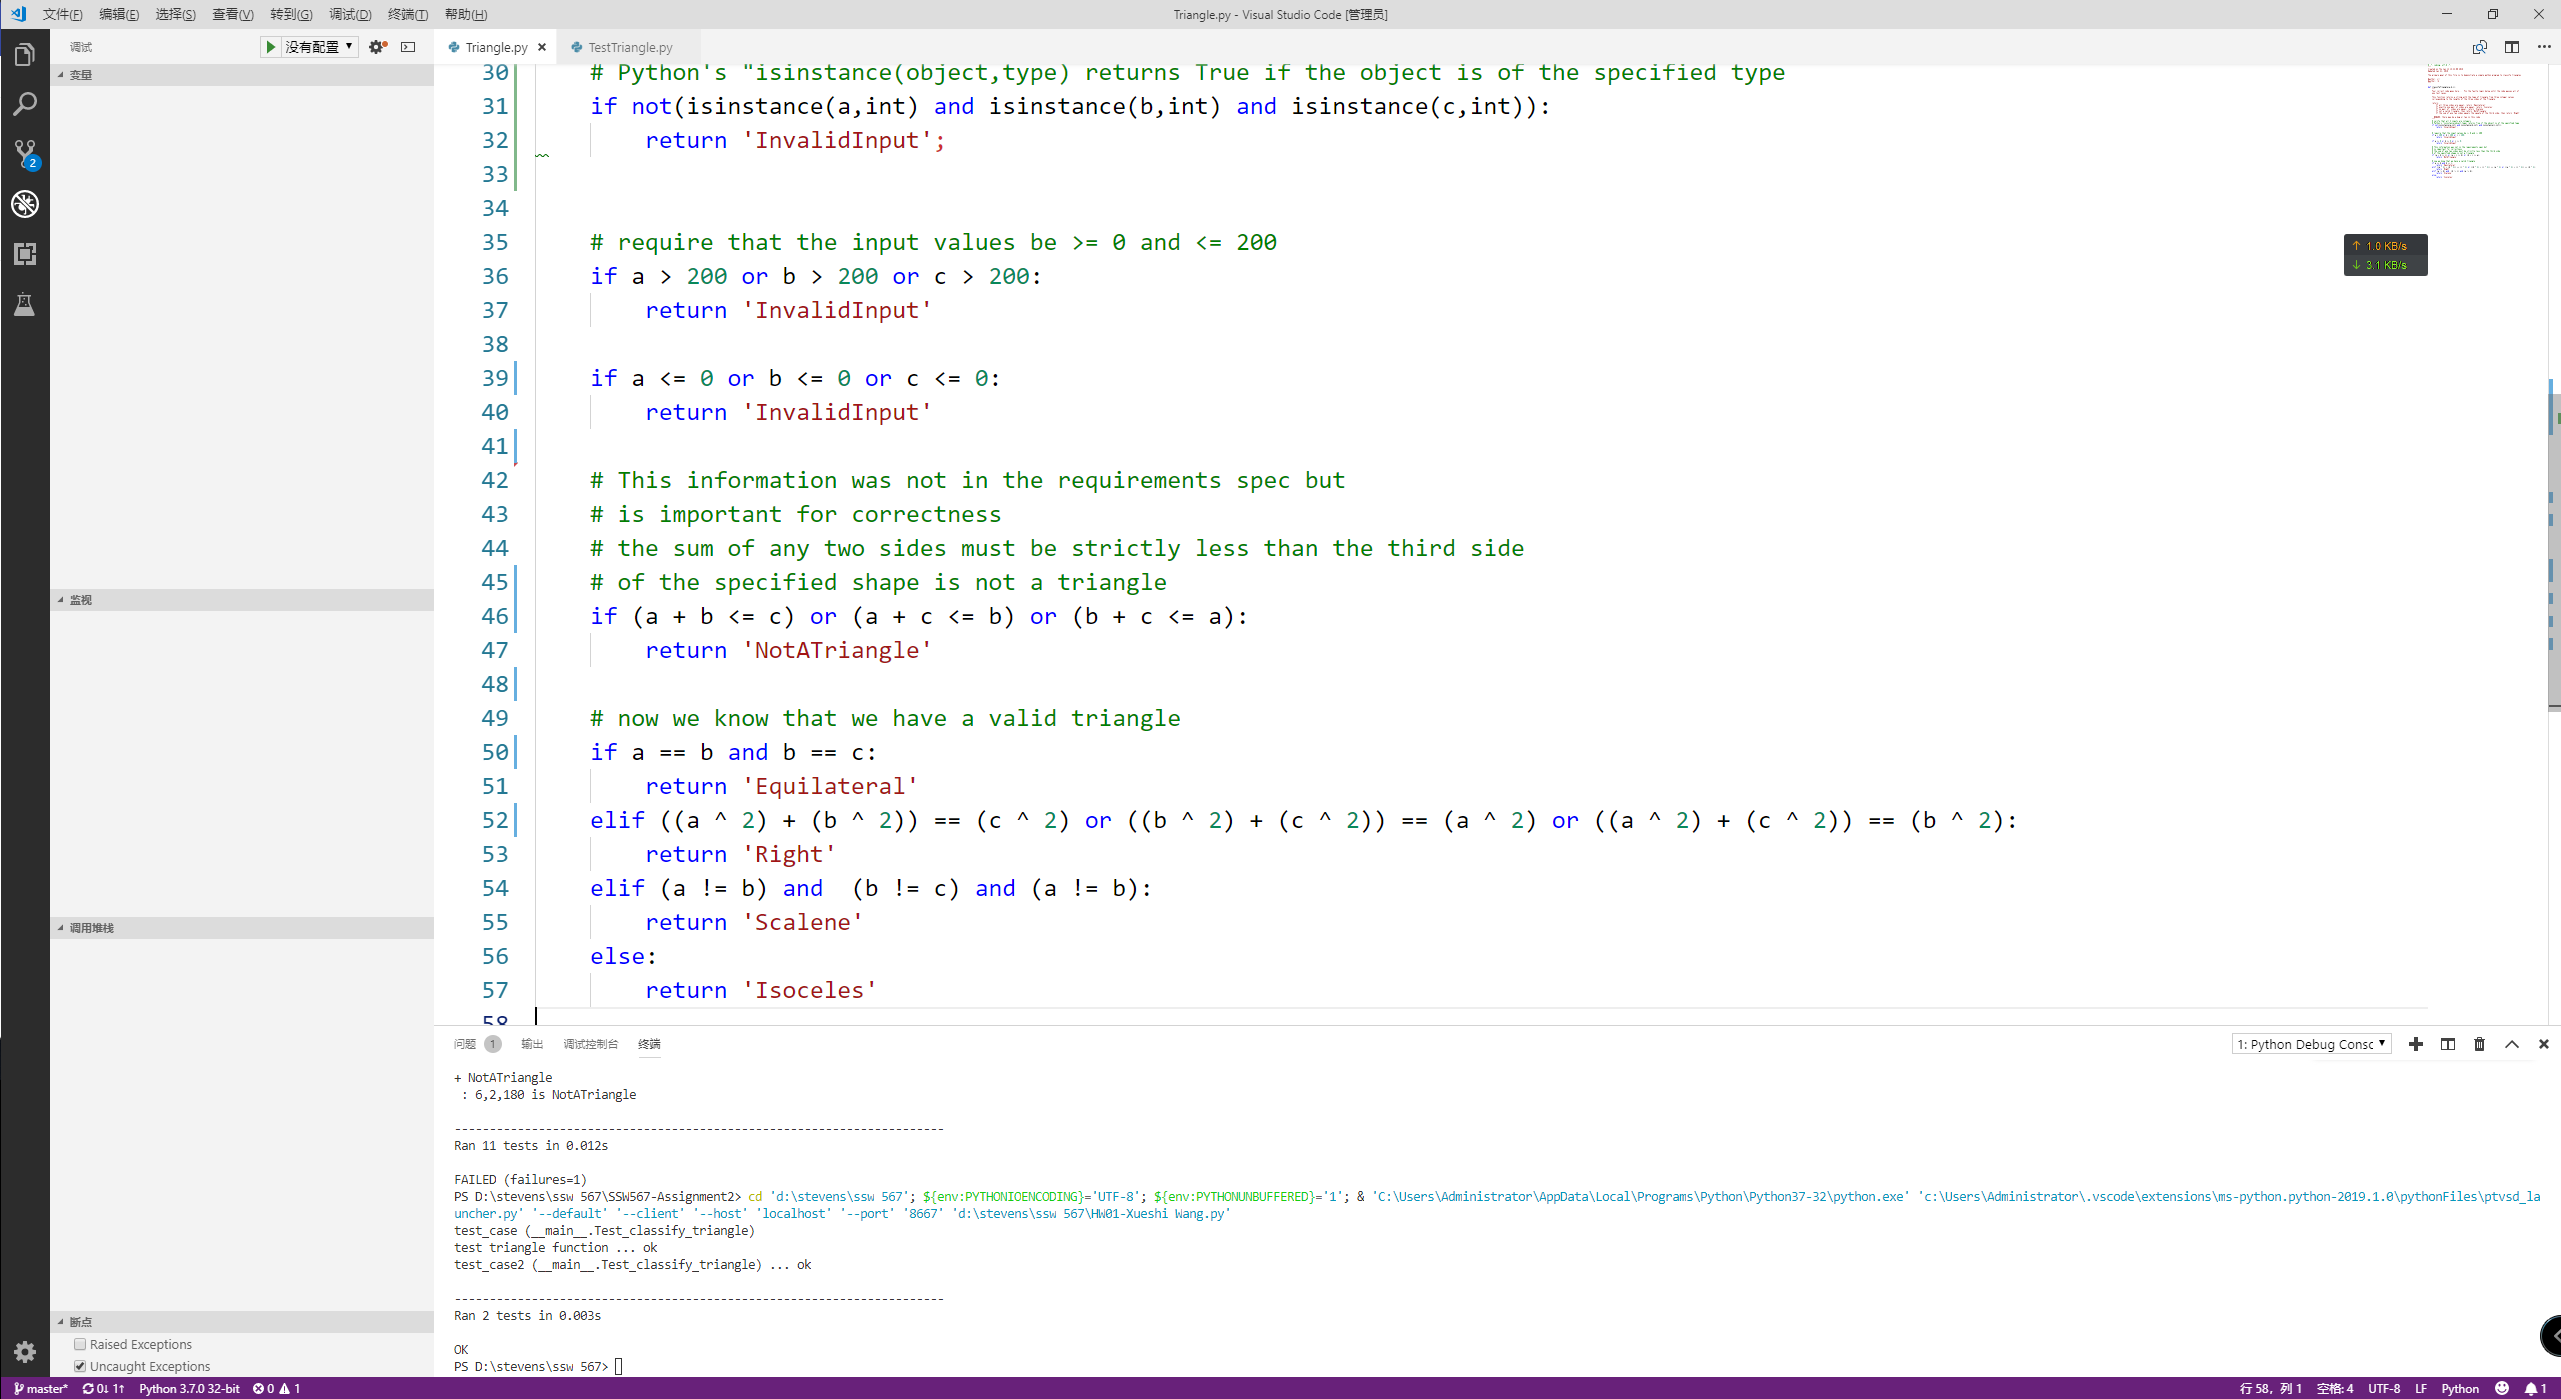 文件(F) 编辑(E) 选择(S) 查看(V) 转到(G) 调试(D) 终端(T) 帮助(H) Triangle.py - Visual Studio Code [管理员]
调试 没有配置 Triangle.py TestTriangle.py
变量
30 # Python's "isinstance(object,type) returns True if the object is of the specified type
31 if not(isinstance(a,int) and isinstance(b,int) and isinstance(c,int)):
32 return 'InvalidInput';
33
34
35 # require that the input values be >= 0 and <= 200
36 if a > 200 or b > 200 or c > 200:
37 return 'InvalidInput'
38
39 if a <= 0 or b <= 0 or c <= 0:
40 return 'InvalidInput'
41
42 # This information was not in the requirements spec but
43 # is important for correctness
44 # the sum of any two sides must be strictly less than the third side
45 # of the specified shape is not a triangle
46 if (a + b <= c) or (a + c <= b) or (b + c <= a):
47 return 'NotATriangle'
48
49 # now we know that we have a valid triangle
50 if a == b and b == c:
51 return 'Equilateral'
52 elif ((a ^ 2) + (b ^ 2)) == (c ^ 2) or ((b ^ 2) + (c ^ 2)) == (a ^ 2) or ((a ^ 2) + (c ^ 2)) == (b ^ 2):
53 return 'Right'
54 elif (a != b) and  (b != c) and (a != b):
55 return 'Scalene'
56 else:
57 return 'Isoceles'
58
↑ 1.0 KB/s
↓ 3.1 KB/s
2
监视
调用堆栈
断点
Raised Exceptions
Uncaught Exceptions
问题 1 输出 调试控制台 终端 1: Python Debug Consc
+ NotATriangle
: 6,2,180 is NotATriangle
----------------------------------------------------------------------
Ran 11 tests in 0.012s
FAILED (failures=1)
PS D:\stevens\ssw 567\SSW567-Assignment2> cd 'd:\stevens\ssw 567'; ${env:PYTHONIOENCODING}='UTF-8'; ${env:PYTHONUNBUFFERED}='1'; & 'C:\Users\Administrator\AppData\Local\Programs\Python\Python37-32\python.exe' 'c:\Users\Administrator\.vscode\extensions\ms-python.python-2019.1.0\pythonFiles\ptvsd_la
uncher.py' '--default' '--client' '--host' 'localhost' '--port' '8667' 'd:\stevens\ssw 567\HW01-Xueshi Wang.py'
test_case (__main__.Test_classify_triangle)
test triangle function ... ok
test_case2 (__main__.Test_classify_triangle) ... ok
----------------------------------------------------------------------
Ran 2 tests in 0.003s
OK
PS D:\stevens\ssw 567>
master* 0↓ 1↑ Python 3.7.0 32-bit 0 1 行 58，列 1 空格: 4 UTF-8 LF Python 1